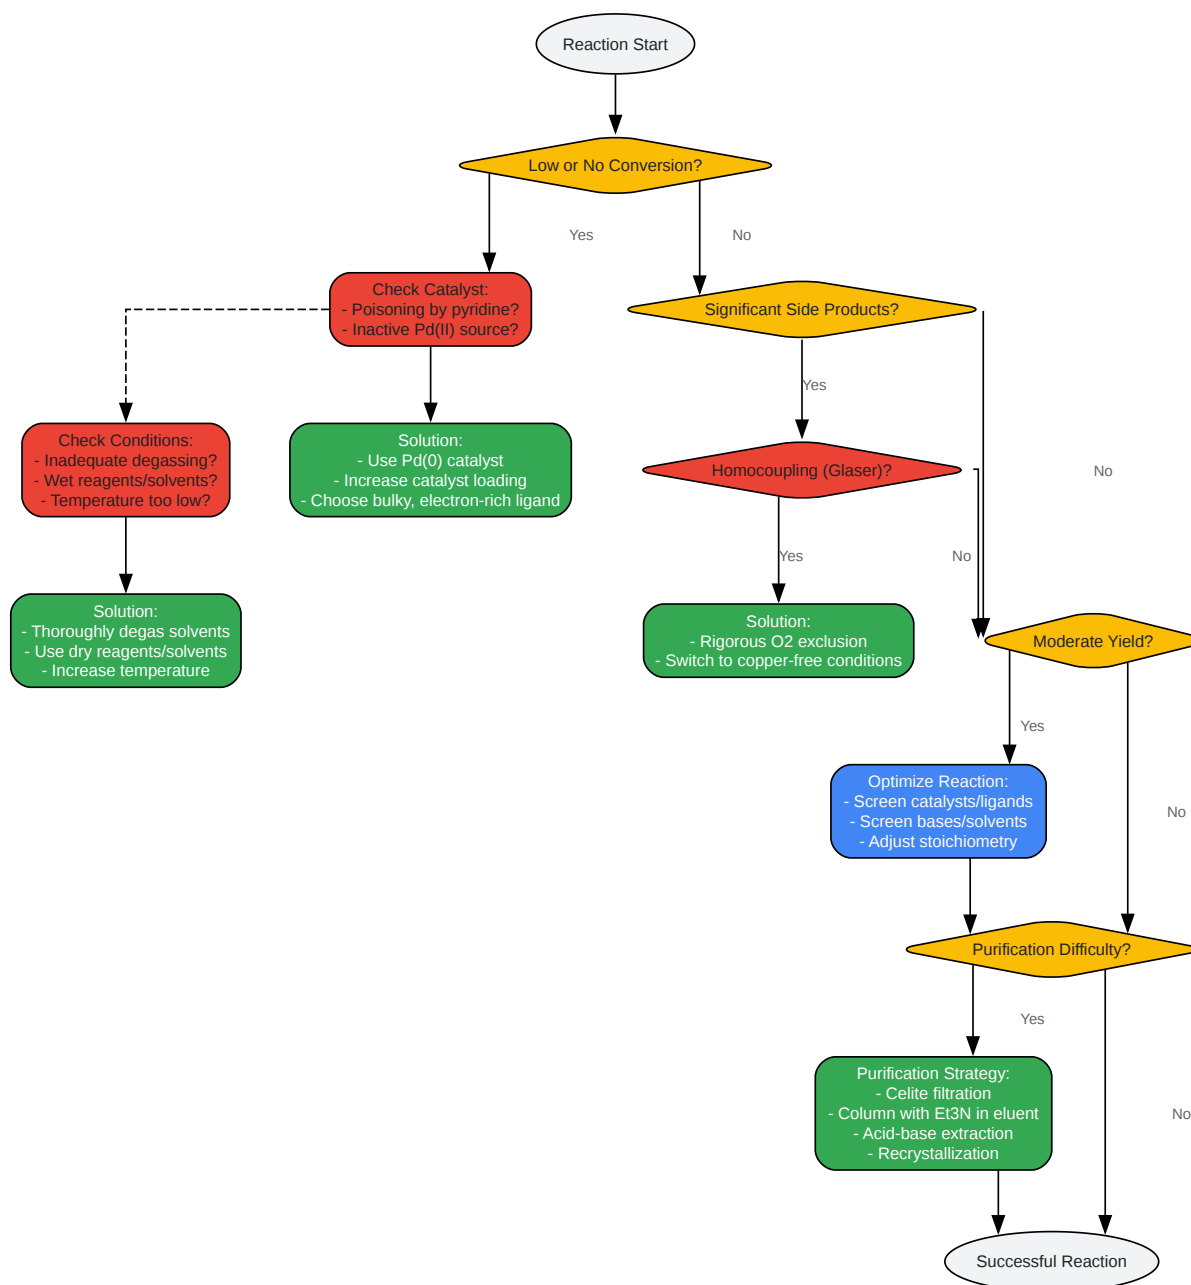 Reaction Start
Low or No Conversion?
Yes
No
Check Catalyst:
- Poisoning by pyridine?
- Inactive Pd(II) source?
Significant Side Products?
Yes
No
Check Conditions:
- Inadequate degassing?
- Wet reagents/solvents?
- Temperature too low?
Solution:
- Use Pd(0) catalyst
- Increase catalyst loading
- Choose bulky, electron-rich ligand
Homocoupling (Glaser)?
Yes
No
Solution:
- Thoroughly degas solvents
- Use dry reagents/solvents
- Increase temperature
Solution:
- Rigorous O2 exclusion
- Switch to copper-free conditions
Moderate Yield?
Yes
No
Optimize Reaction:
- Screen catalysts/ligands
- Screen bases/solvents
- Adjust stoichiometry
Purification Difficulty?
Yes
No
Purification Strategy:
- Celite filtration
- Column with Et3N in eluent
- Acid-base extraction
- Recrystallization
Successful Reaction